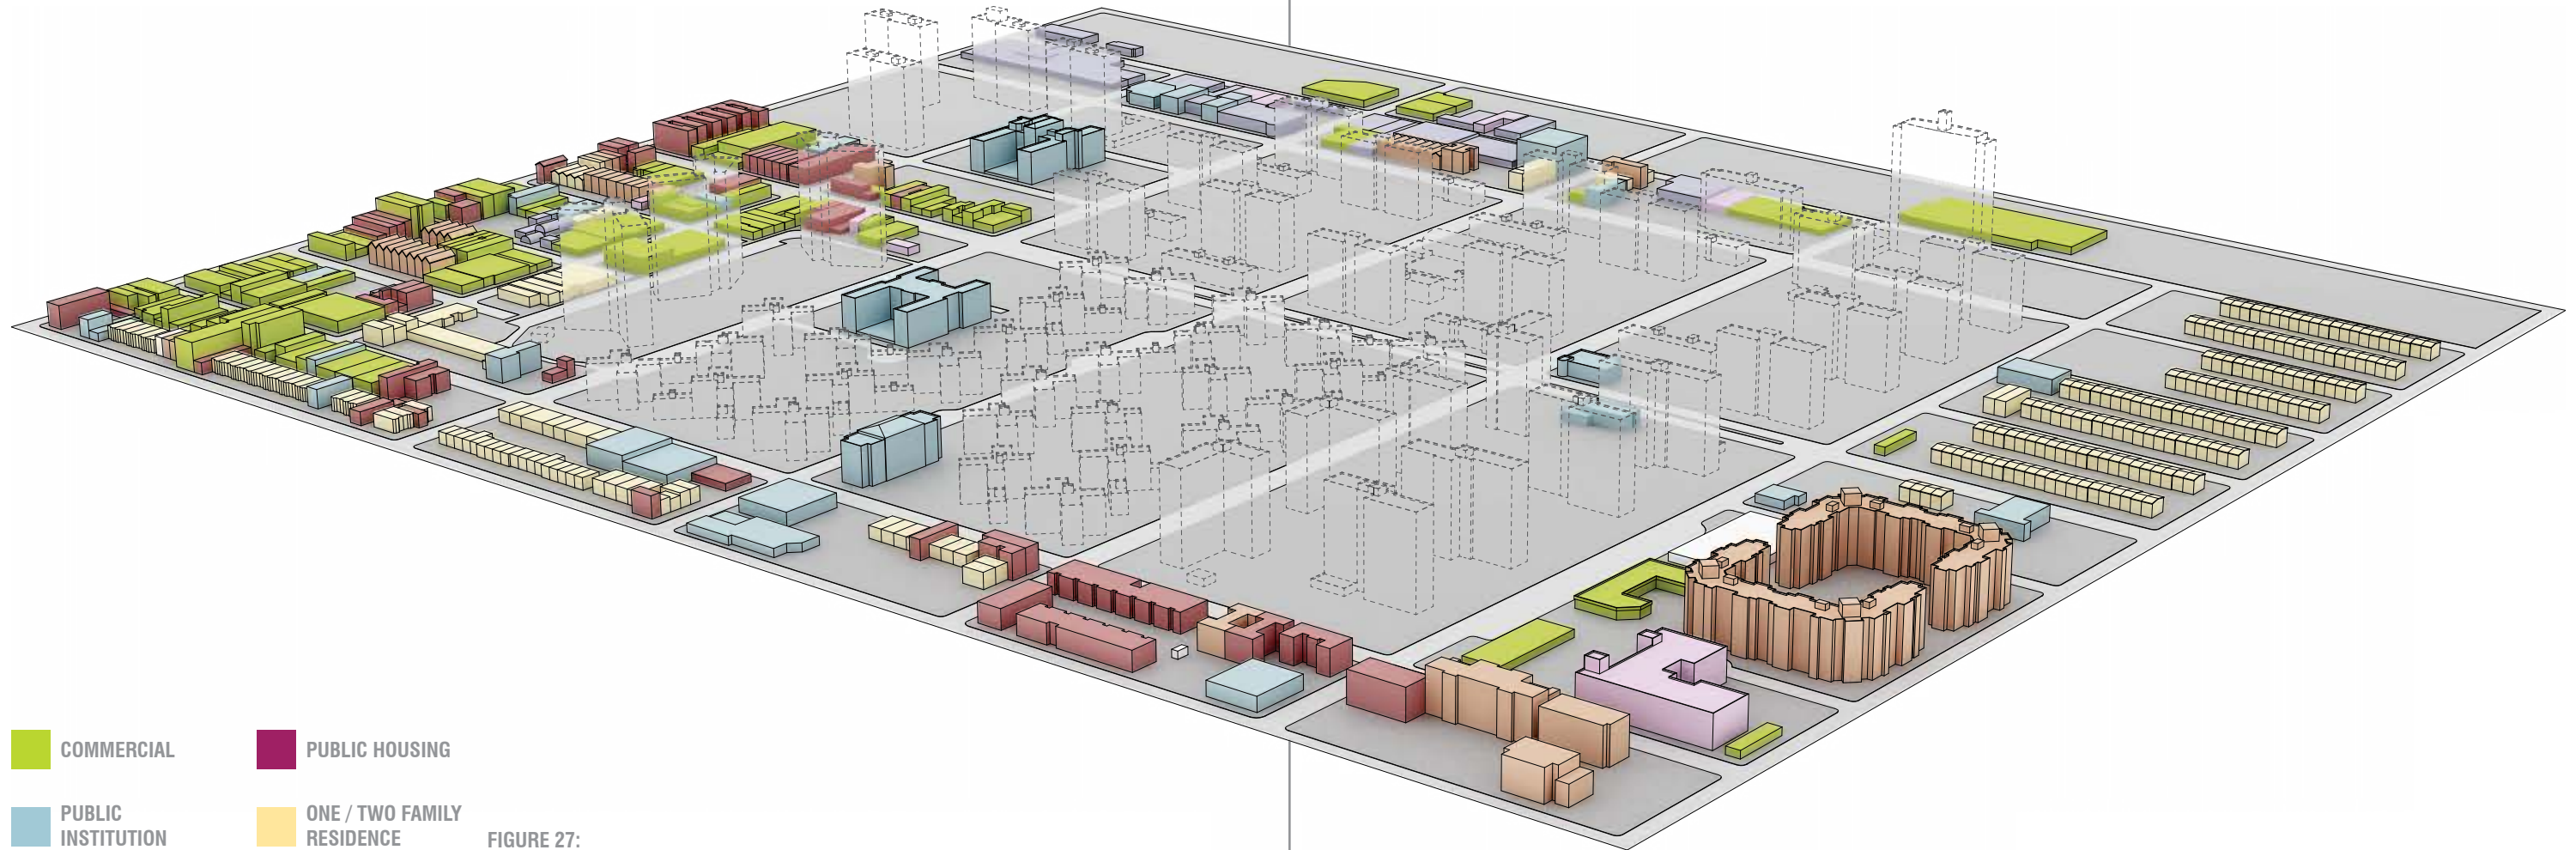 COMMERCIAL
PUBLIC HOUSING
PUBLIC
INSTITUTION
ONE / TWO FAMILY
RESIDENCE
FIGURE 27: